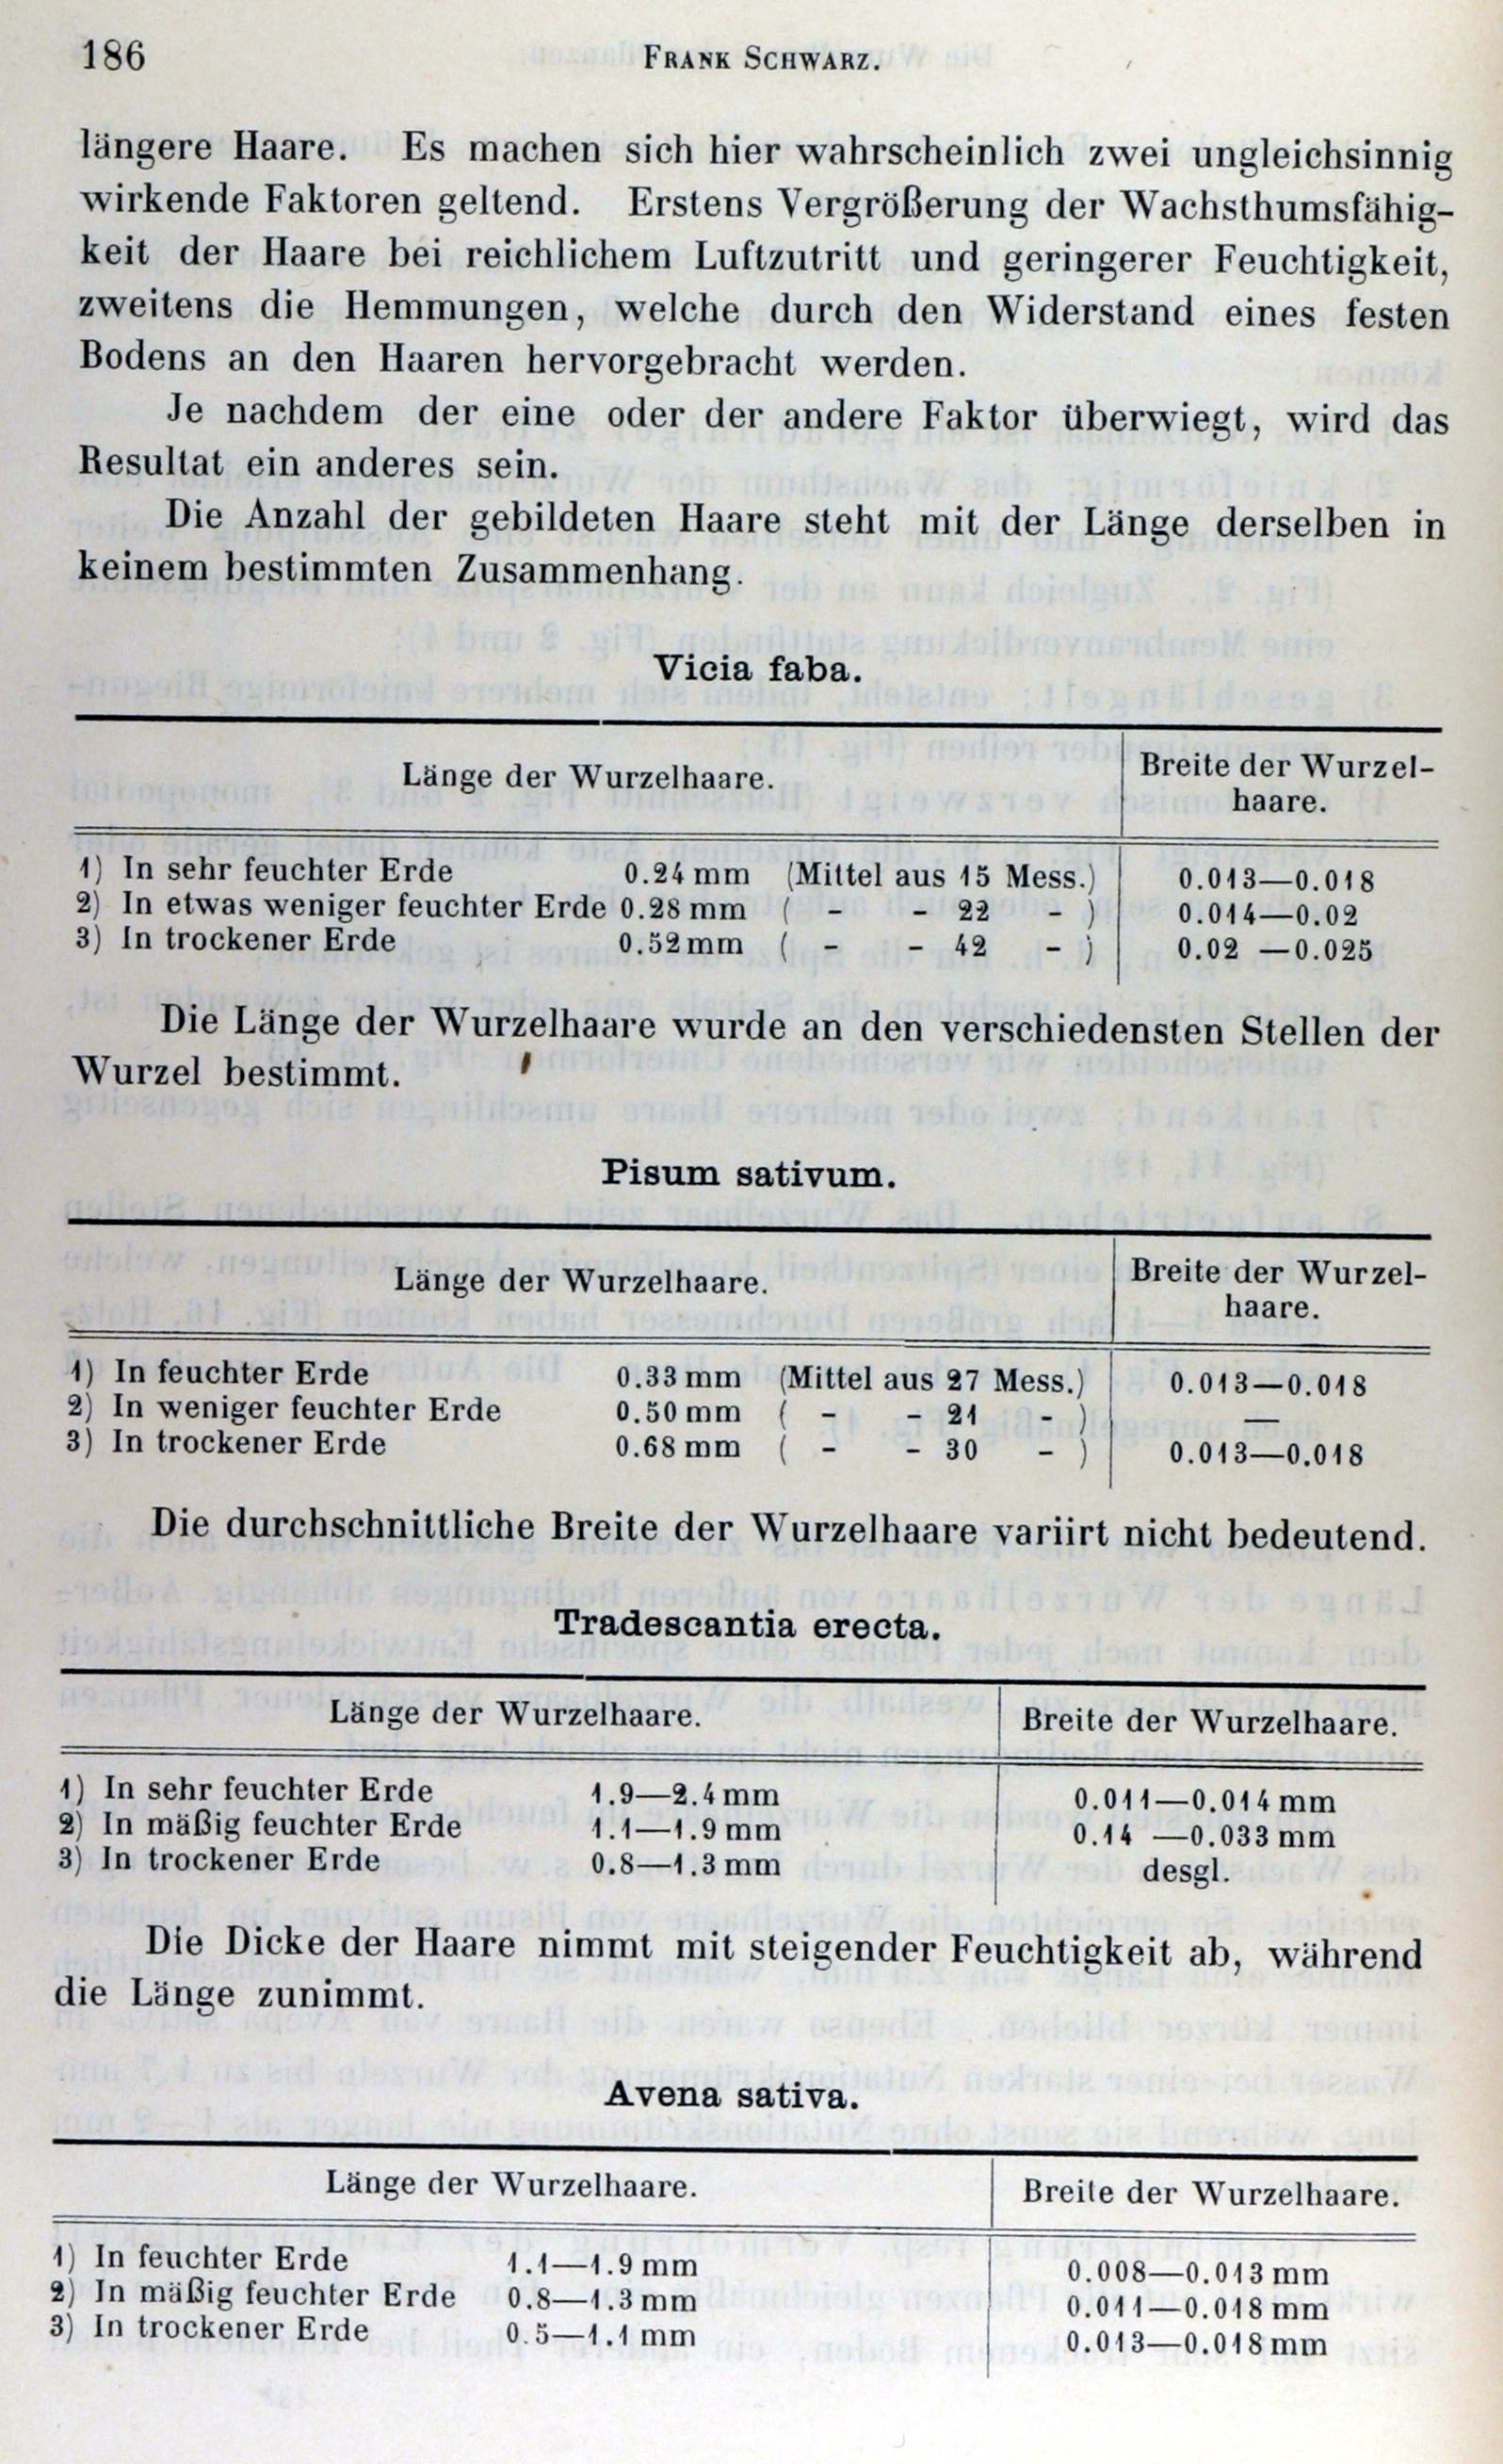 186
FRANK SCHWARZ.
längere Haare. Es machen sich hier wahrscheinlich zwei ungleichsinnig
wirkende Faktoren geltend. Erstens Vergrößerung der Wachsthumsfähig-
keit der Haare bei reichlichem Luftzutritt und geringerer Feuchtigkeit,
zweitens die Hemmungen, welche durch den Widerstand eines festen
Bodens an den Haaren hervorgebracht werden.
Je nachdem der eine oder der andere Faktor überwiegt, wird das
Resultat ein anderes sein.
Die Anzahl der gebildeten Haare steht mit der Länge derselben in
keinem bestimmten Zusammenhang.
Vicia faba.
Länge der Wurzelhaare. Breite der Wurzel-
haare.
1) In sehr feuchter Erde 0.24 mm (Mittel aus 15 Mess.) 0.013—0.018
2) In etwas weniger feuchter Erde 0.28 mm ( - - 22 - ) 0.014—0.02
3) In trockener Erde 0.52 mm ( - - 42 - ) 0.02 —0.025
Die Länge der Wurzelhaare wurde an den verschiedensten Stellen der
Wurzel bestimmt.
Pisum sativum.
Länge der Wurzelhaare. Breite der Wurzel-
haare.
1) In feuchter Erde 0.33 mm (Mittel aus 27 Mess.) 0.013—0.018
2) In weniger feuchter Erde 0.50 mm ( - - 21 - ) —
3) In trockener Erde 0.68 mm ( - - 30 - ) 0.013—0.018
Die durchschnittliche Breite der Wurzelhaare variirt nicht bedeutend.
Tradescantia erecta.
Länge der Wurzelhaare. Breite der Wurzelhaare.
1) In sehr feuchter Erde 1.9—2.4 mm 0.011—0.014 mm
2) In mäßig feuchter Erde 1.1—1.9 mm 0.14 —0.033 mm
3) In trockener Erde 0.8—1.3 mm desgl.
Die Dicke der Haare nimmt mit steigender Feuchtigkeit ab, während
die Länge zunimmt.
Avena sativa.
Länge der Wurzelhaare. Breite der Wurzelhaare.
1) In feuchter Erde 1.1—1.9 mm 0.008—0.013 mm
2) In mäßig feuchter Erde 0.8—1.3 mm 0.011—0.018 mm
3) In trockener Erde 0.5—1.1 mm 0.013—0.018 mm